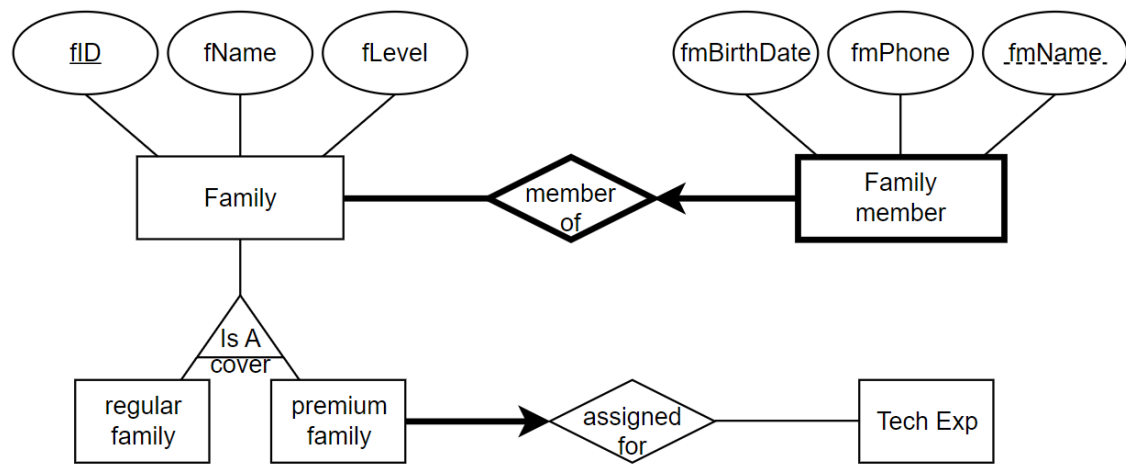 fID
fName
fLevel
fmBirthDate
fmPhone
fmName
Family
member
of
Family
member
Is A
cover
regular
family
premium
family
assigned
for
Tech Exp